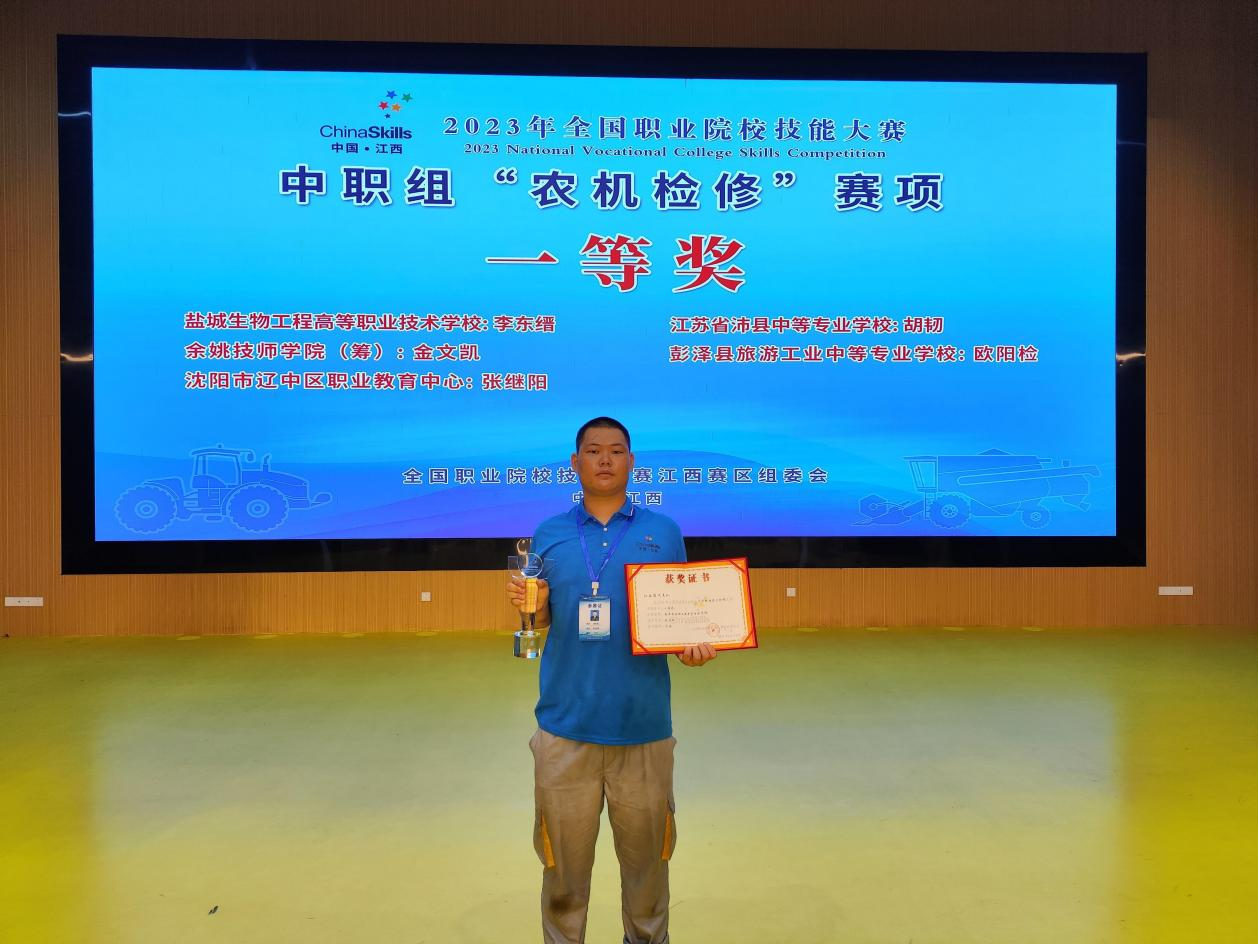 ChinaSkills
中国·江西
2023年全国职业院校技能大赛
2023 National Vocational College Skills Competition
中职组“农机检修”赛项
一等奖
盐城生物工程高等职业技术学校: 李东缙
江苏省沛县中等专业学校: 胡韧
余姚技师学院（筹）: 金文凯
彭泽县旅游工业中等专业学校: 欧阳检
沈阳市辽中区职业教育中心: 张继阳
全国职业院校技 赛江西赛区组委会
中 江西
ChinaSkills
参赛证
获奖证书